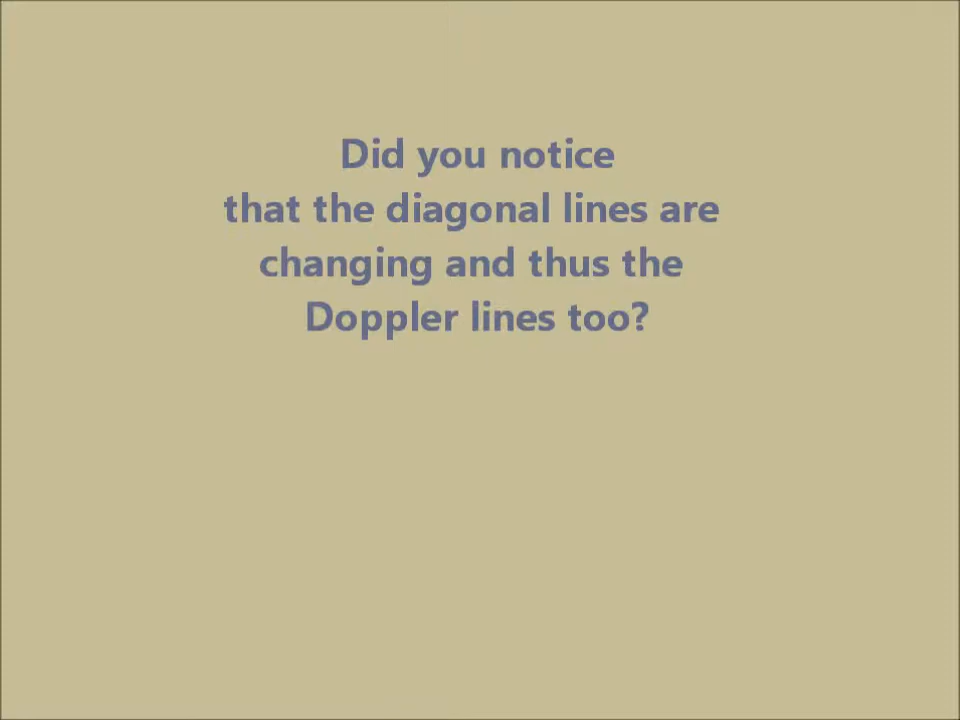 Did you notice
that the diagonal lines are
changing and thus the
Doppler lines too?